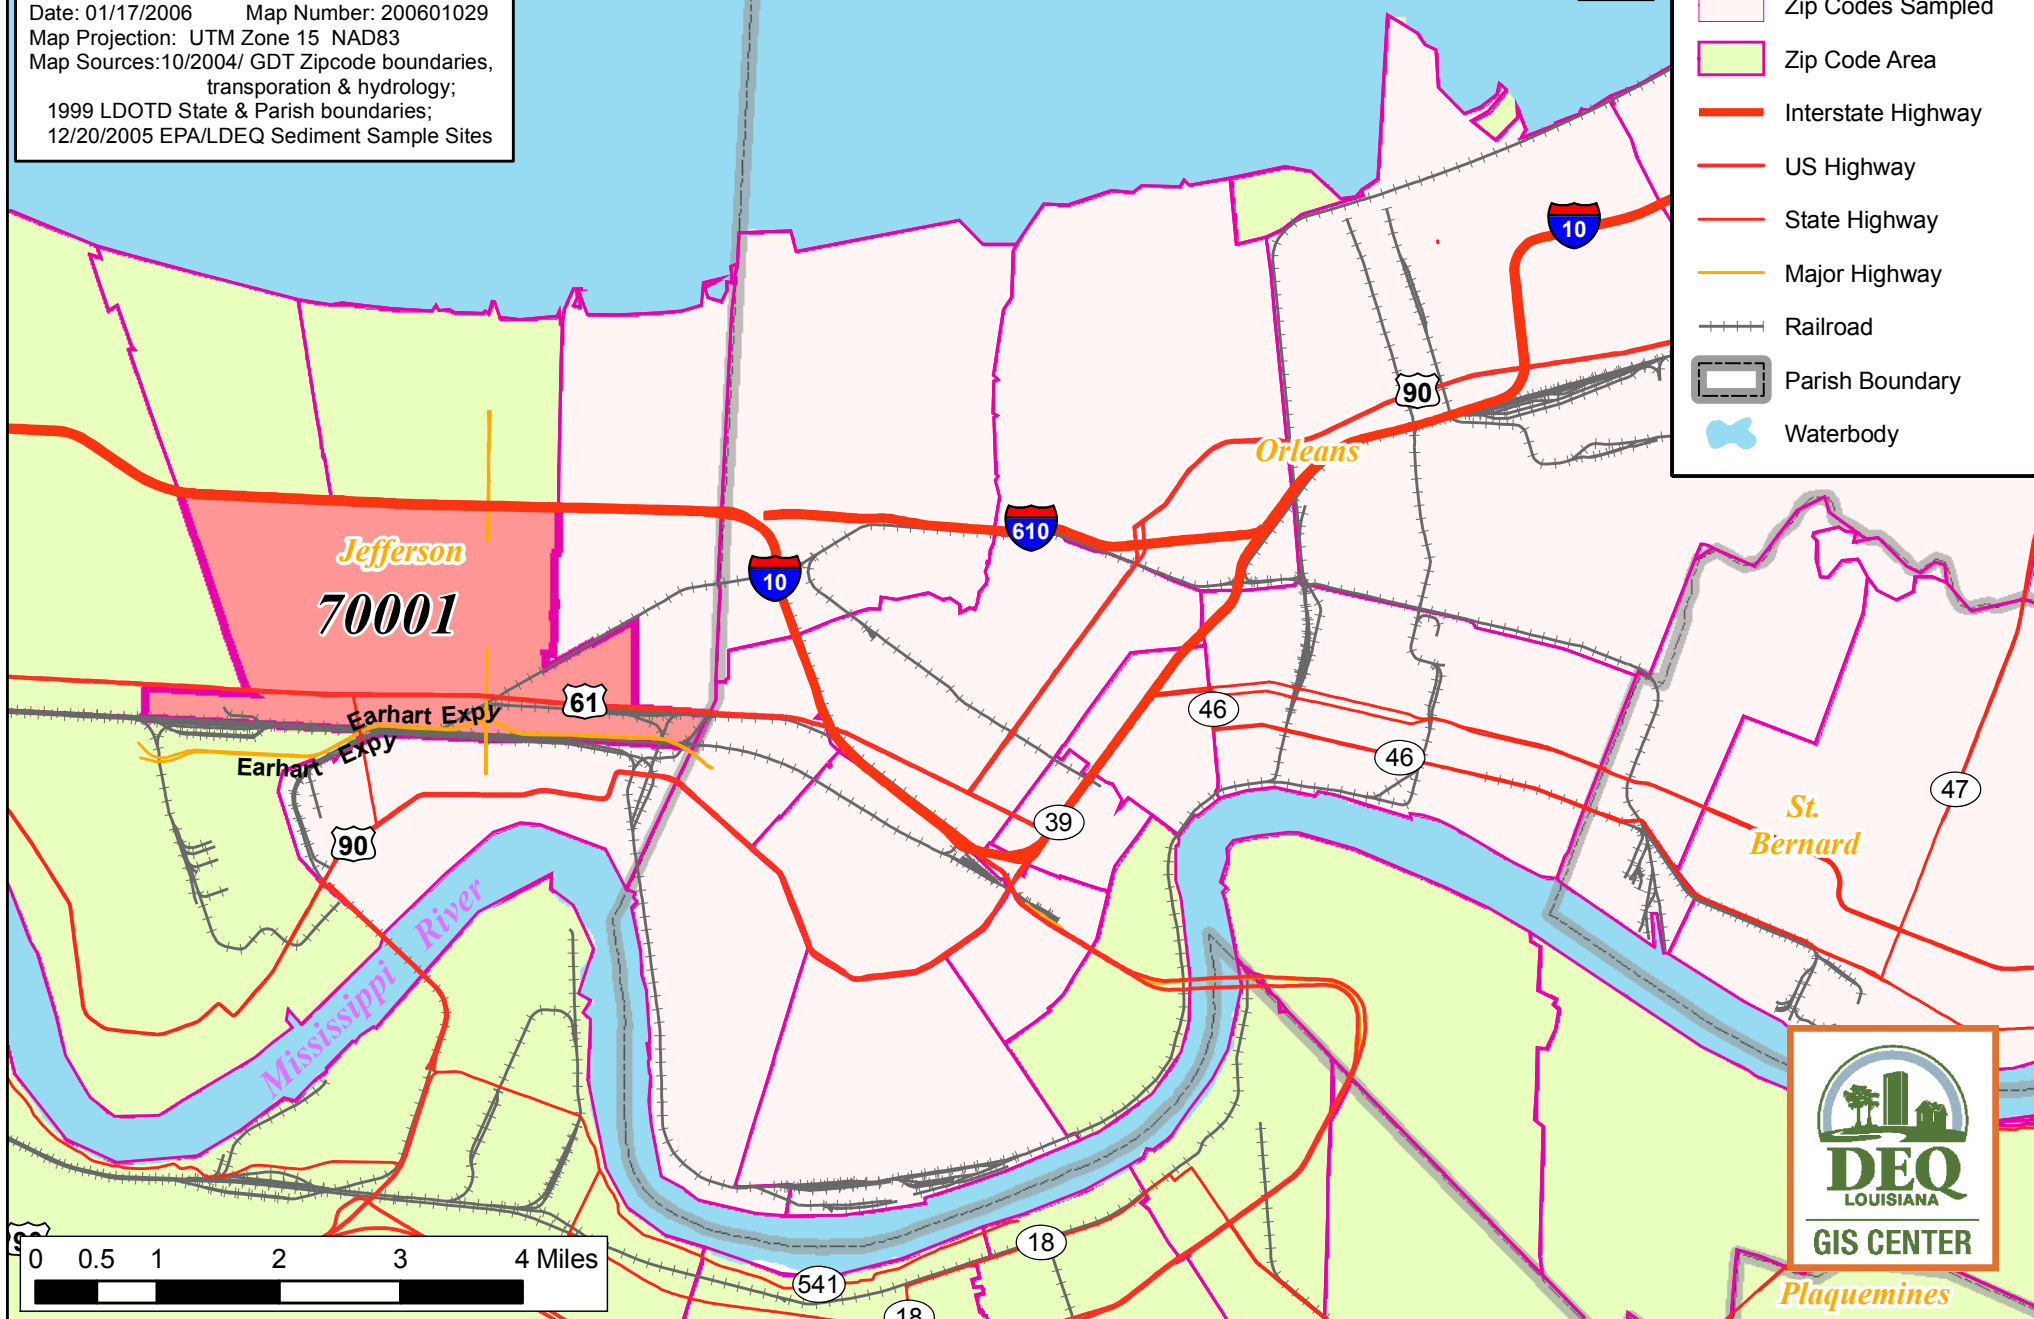 Date: 01/17/2006 Map Number: 200601029
Map Projection: UTM Zone 15 NAD83
Map Sources:10/2004/ GDT Zipcode boundaries,
transporation & hydrology;
1999 LDOTD State & Parish boundaries;
12/20/2005 EPA/LDEQ Sediment Sample Sites
Zip Codes Sampled
Zip Code Area
Interstate Highway
US Highway
State Highway
Major Highway
Railroad
Parish Boundary
Waterbody
10
90
Orleans
610
Jefferson
10
70001
61
46
Earhart Expy
Earhart Expy
46
47
39
90
St.
Bernard
Mississippi River
DEQ
LOUISIANA
GIS CENTER
18
90
0 0.5 1 2 3 4 Miles
541
18
Plaquemines